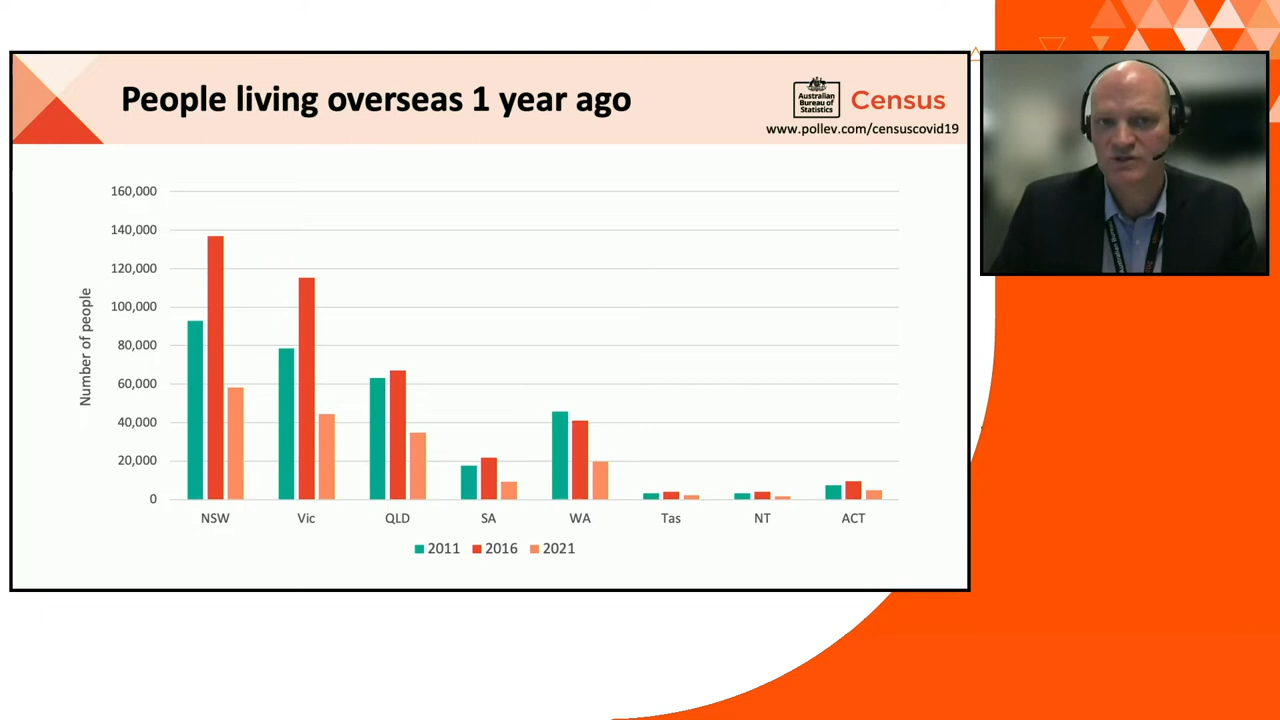 People living overseas 1 year ago
Australian
Bureau of
Statistics
Census
www.pollev.com/censuscovid19
160,000
140,000
120,000
100,000
80,000
60,000
40,000
20,000
0
Number of people
NSW
Vic
QLD
SA
WA
Tas
NT
ACT
2011
2016
2021